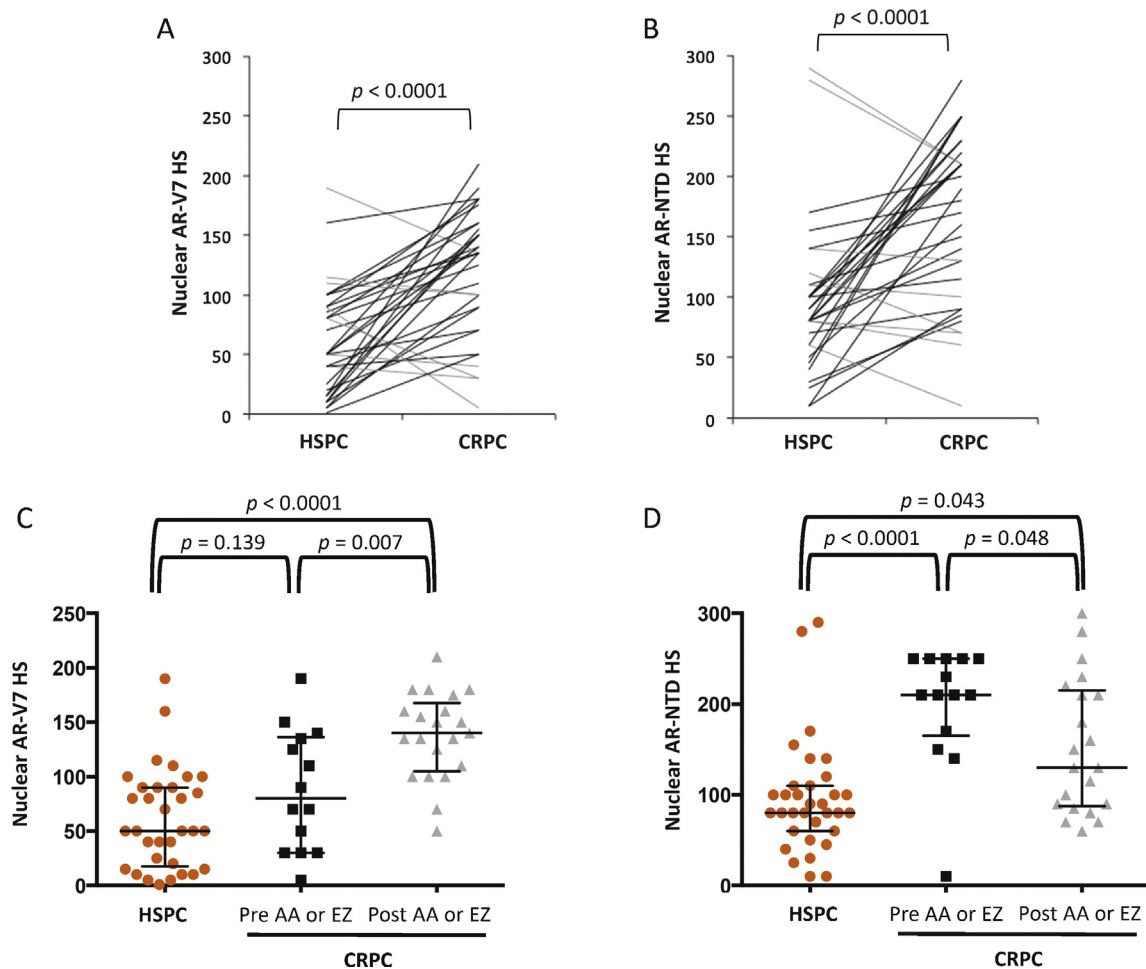 A
p < 0.0001
Nuclear AR-V7 HS
300
250
200
150
100
50
0
HSPC CRPC
B
p < 0.0001
Nuclear AR-NTD HS
300
250
200
150
100
50
0
HSPC CRPC
C
p < 0.0001
p = 0.139 p = 0.007
Nuclear AR-V7 HS
250
200
150
100
50
0
HSPC Pre AA or EZ Post AA or EZ
CRPC
D
p = 0.043
p < 0.0001 p = 0.048
Nuclear AR-NTD HS
300
200
100
0
HSPC Pre AA or EZ Post AA or EZ
CRPC